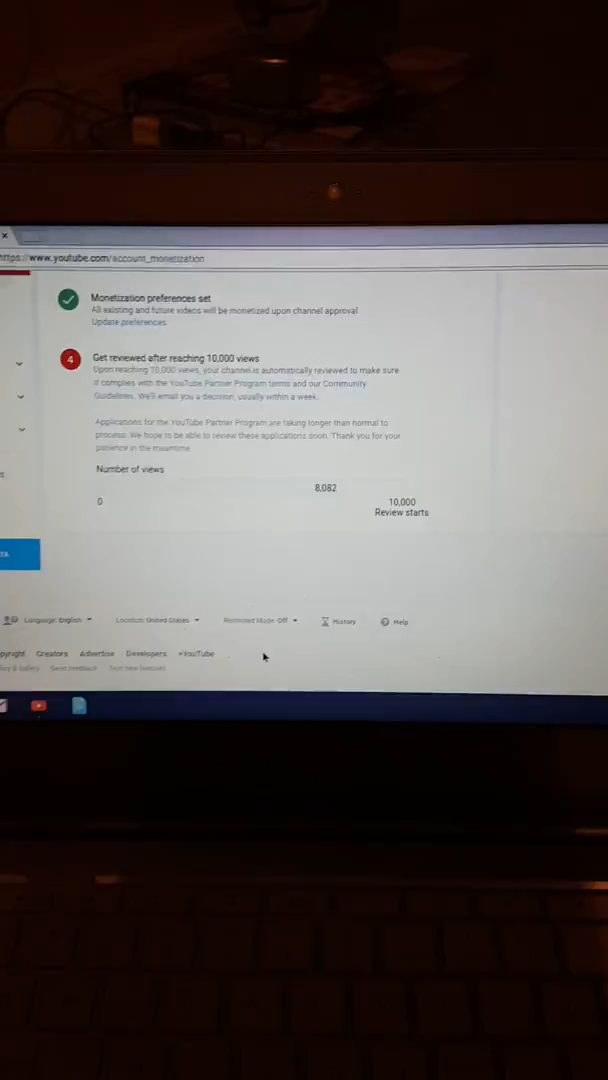 https://www.youtube.com/account_monetization
Monetization preferences set
All existing and future videos will be monetized upon channel approval.
Update preferences
4
Get reviewed after reaching 10,000 views
Upon reaching 10,000 views, your channel is automatically reviewed to make sure
it complies with the YouTube Partner Program terms and our Community
Guidelines. We'll email you a decision, usually within a week.
Applications for the YouTube Partner Program are taking longer than normal to
process. We hope to be able to review these applications soon. Thank you for your
patience in the meantime.
Number of views
8,082
0
10,000
Review starts
Language: English
Location: United States
Restricted Mode: Off
History
Help
pyright Creators Advertise Developers +YouTube
Send feedback Test new features